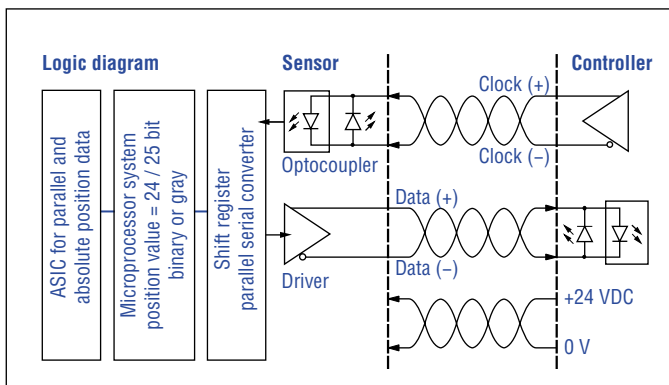 Logic diagram
Sensor
Controller
ASIC for parallel and
absolute position data
Microprocessor system
position value = 24 / 25 bit
binary or gray
Shift register
parallel serial converter
Optocoupler
Clock (+)
Clock (−)
Driver
Data (+)
Data (−)
+24 VDC
0 V